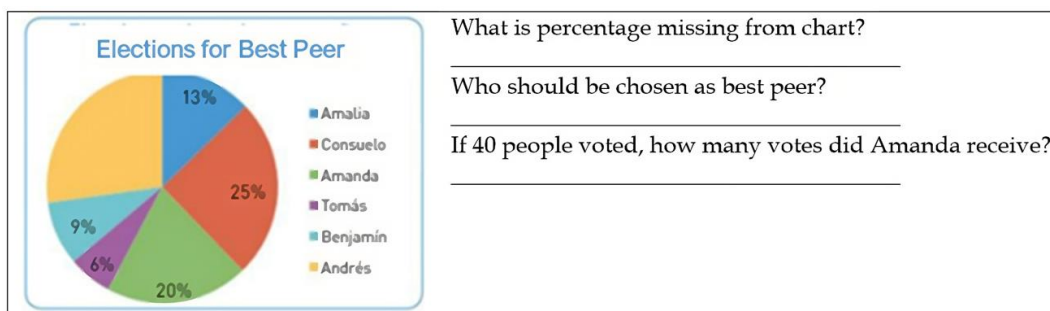 Elections for Best Peer
13%
25%
20%
6%
9%
Amalia
Consuelo
Amanda
Tomás
Benjamín
Andrés
What is percentage missing from chart?
Who should be chosen as best peer?
If 40 people voted, how many votes did Amanda receive?